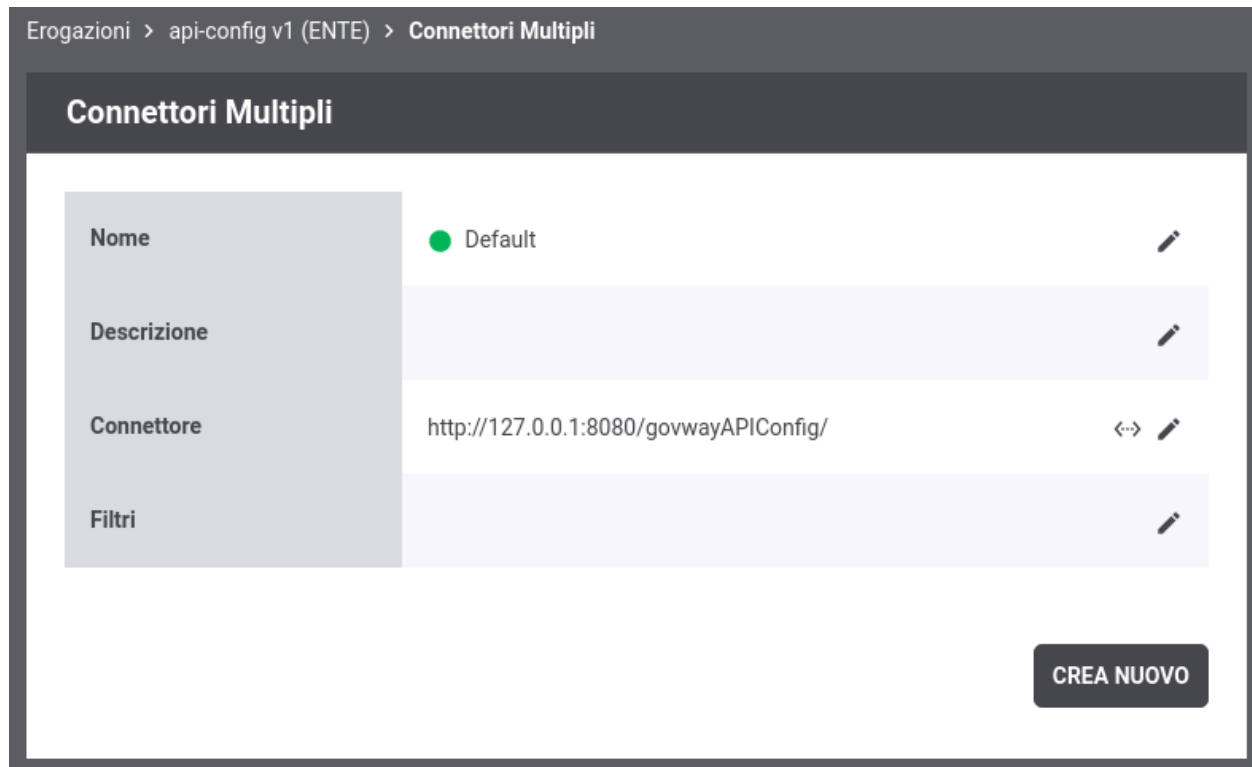 Erogazioni > api-config v1 (ENTE) > Connettori Multipli
Connettori Multipli
Nome Default
Descrizione
Connettore http://127.0.0.1:8080/govwayAPIConfig/
Filtri
CREA NUOVO